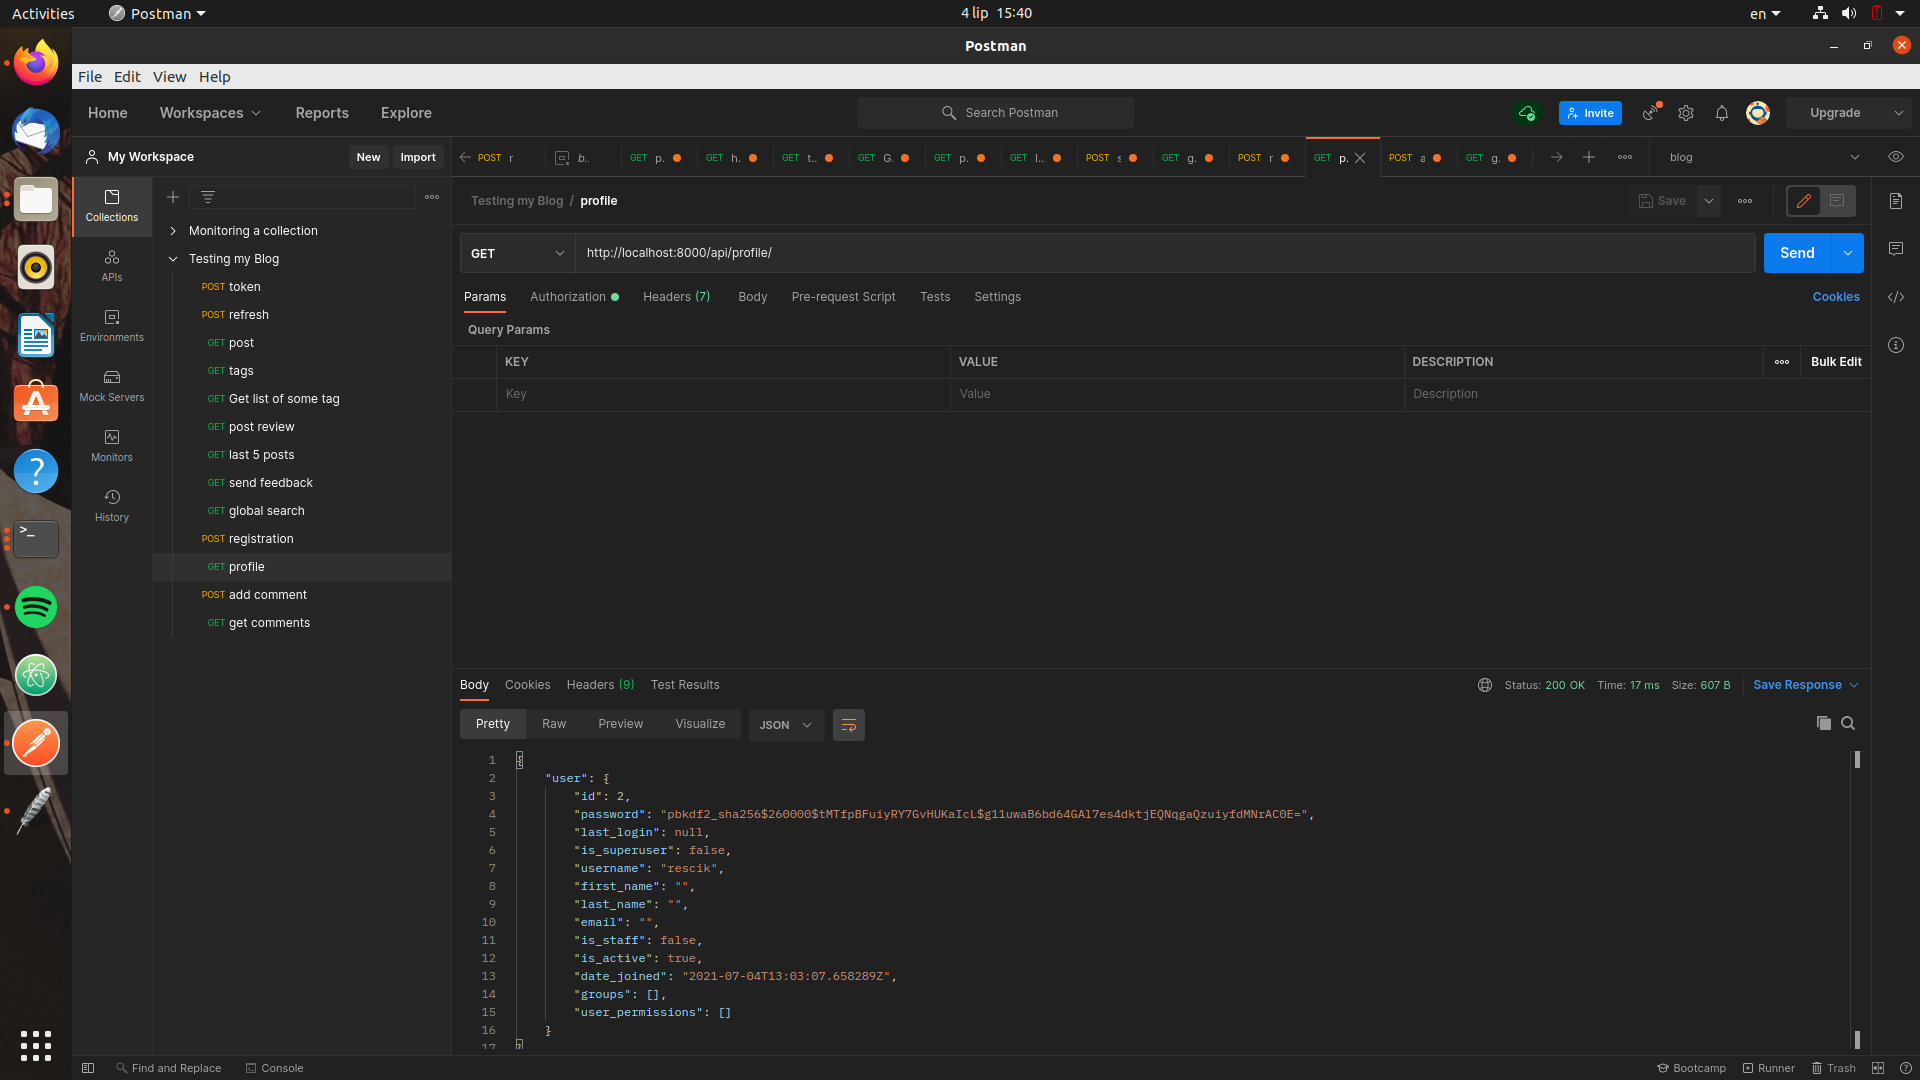 Activities
Postman
4 lip 15:40
en
Postman
File Edit View Help
Home Workspaces Reports Explore
Search Postman
Invite
Upgrade
My Workspace
New
Import
POST r
b..
GET p.
GET h.
GET t..
GET G.
GET p.
GET l..
POST s
GET g.
POST r
GET p.
POST a
GET g.
blog
Collections
APIs
Environments
Mock Servers
Monitors
History
Monitoring a collection
Testing my Blog
POST token
POST refresh
GET post
GET tags
GET Get list of some tag
GET post review
GET last 5 posts
GET send feedback
GET global search
POST registration
GET profile
POST add comment
GET get comments
Testing my Blog / profile
Save
GET
http://localhost:8000/api/profile/
Send
Params Authorization Headers (7) Body Pre-request Script Tests Settings
Cookies
Query Params
KEY VALUE DESCRIPTION
Bulk Edit
Key Value Description
Body Cookies Headers (9) Test Results
Status: 200 OK Time: 17 ms Size: 607 B
Save Response
Pretty Raw Preview Visualize
JSON
1 {
2 "user": {
3 "id": 2,
4 "password": "pbkdf2_sha256$260000$tMTfpBFuiyRY7GvHUKaIcL$g11uwaB6bd64GAl7es4dktjEQNqgaQzuiyfdMNrAC0E=",
5 "last_login": null,
6 "is_superuser": false,
7 "username": "rescik",
8 "first_name": "",
9 "last_name": "",
10 "email": "",
11 "is_staff": false,
12 "is_active": true,
13 "date_joined": "2021-07-04T13:03:07.658289Z",
14 "groups": [],
15 "user_permissions": []
16 }
17 }
Find and Replace
Console
Bootcamp
Runner
Trash